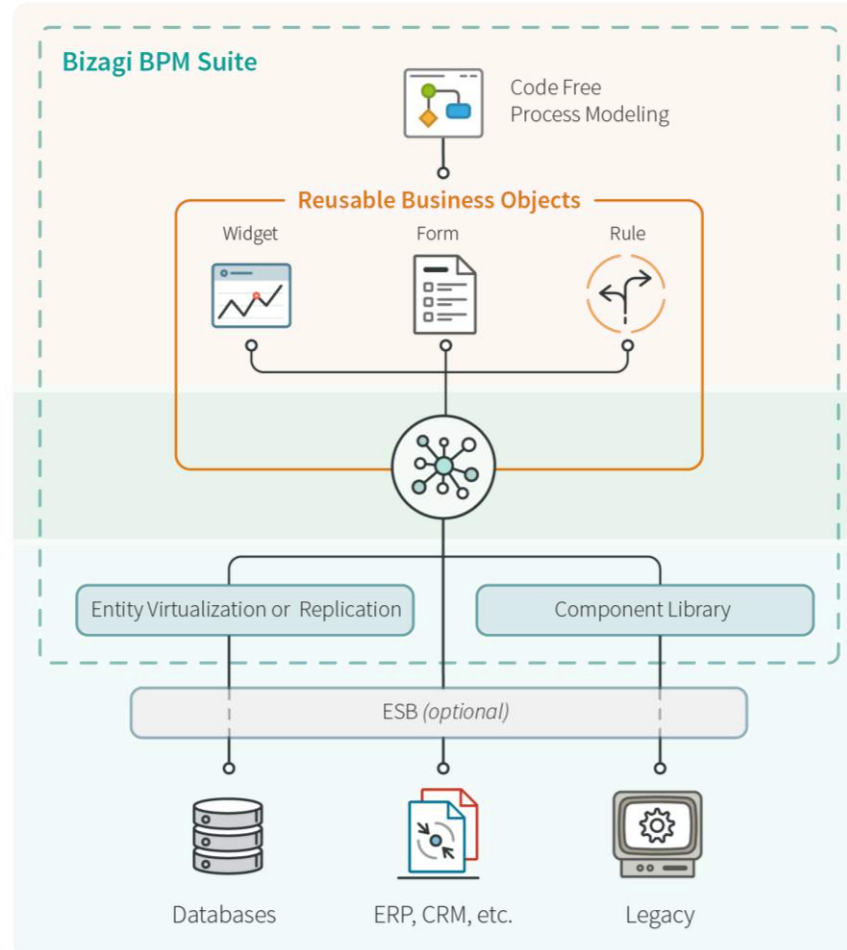 Bizagi BPM Suite
Code Free
Process Modeling
Reusable Business Objects
Widget
Form
Rule
Entity Virtualization or Replication
Component Library
ESB (optional)
Databases
ERP, CRM, etc.
Legacy